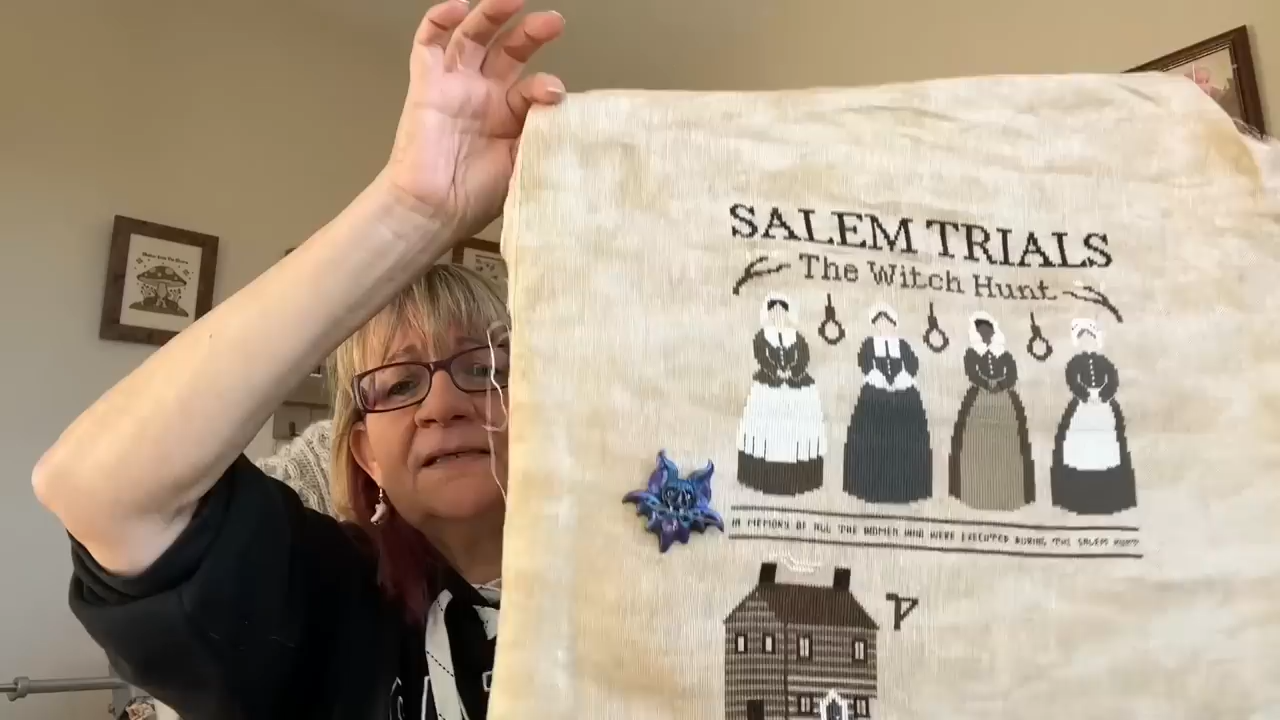 SALEM TRIALS
The Witch Hunt
IN MEMORY OF ALL THE WOMEN WHO WERE EXECUTED DURING THE SALEM HUNT